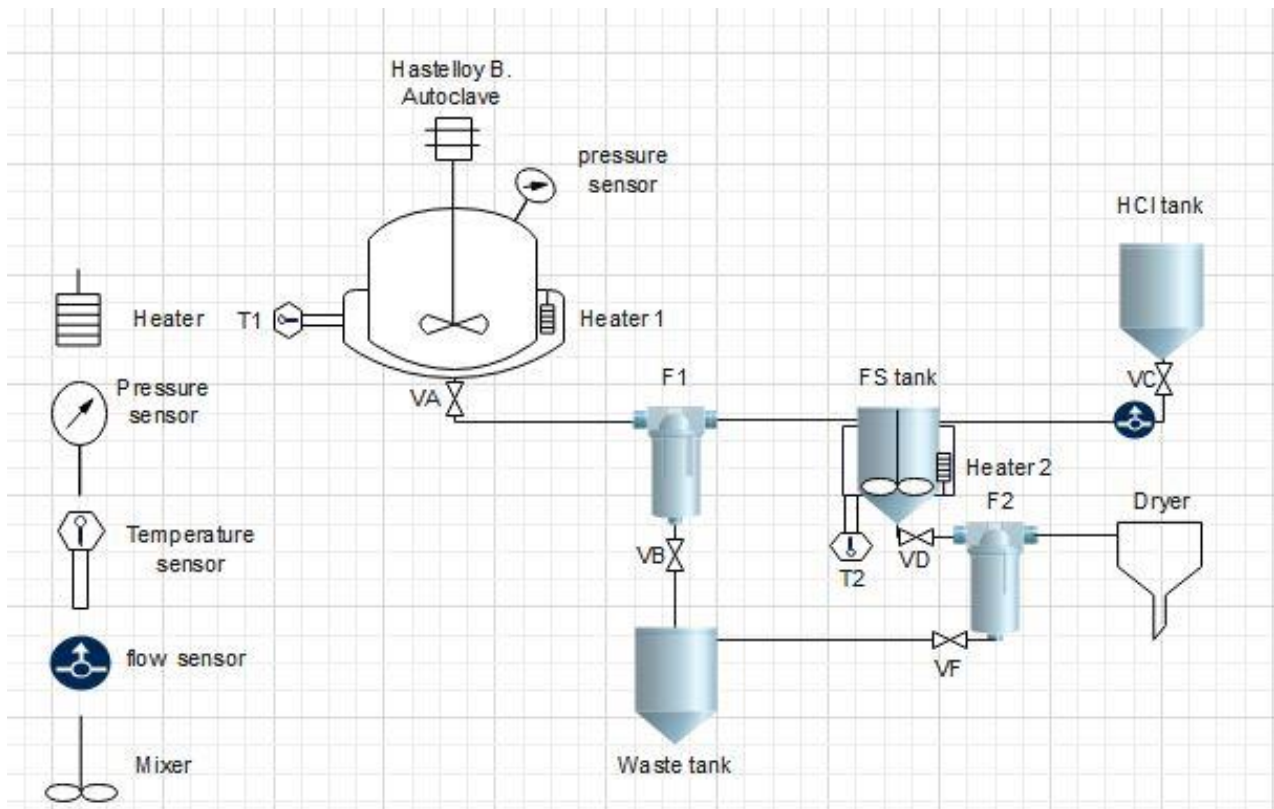 Hastelloy B.
Autoclave
pressure
sensor
HCl tank
Heater
T1
Heater 1
VA
F1
FS tank
VC
Pressure
sensor
Heater 2
F2
Dryer
Temperature
sensor
VB
T2
VD
flow sensor
VF
Mixer
Waste tank